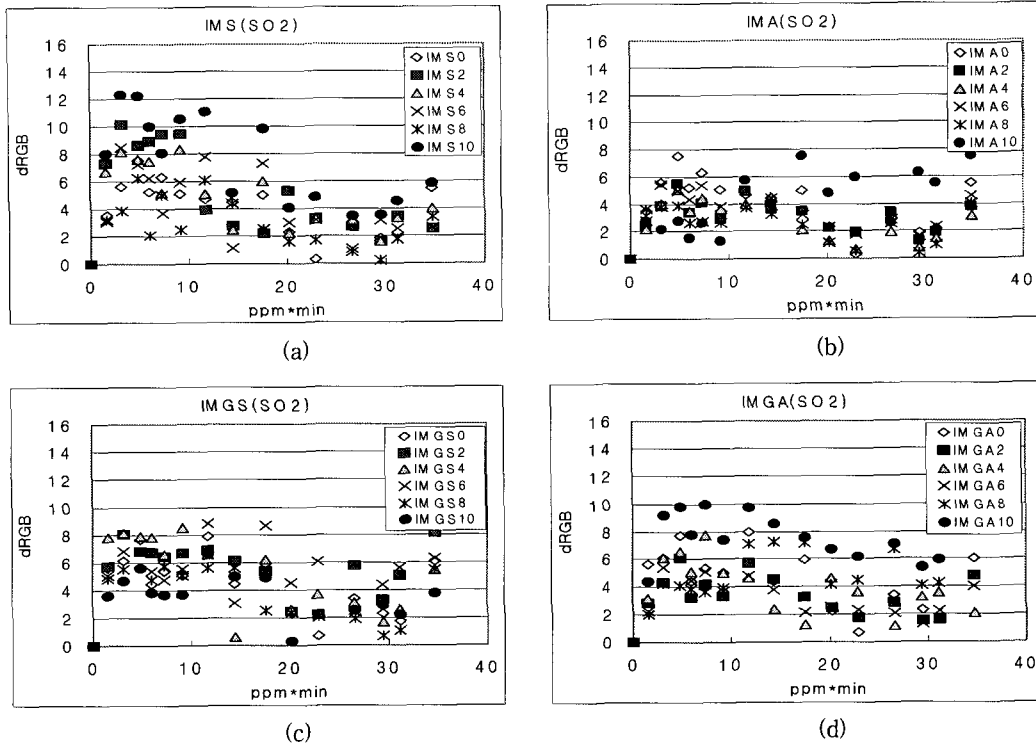 IMS(SO2)
16
14
12
10
8
6
4
2
0
dRGB
0
10
20
30
40
ppm*min
IMS0
IMS2
IMS4
IMS6
IMS8
IMS10
(a)
IMA(SO2)
16
14
12
10
8
6
4
2
0
dRGB
0
10
20
30
40
ppm*min
IMA0
IMA2
IMA4
IMA6
IMA8
IMA10
(b)
IMGS(SO2)
16
14
12
10
8
6
4
2
0
dRGB
0
10
20
30
40
ppm*min
IMGS0
IMGS2
IMGS4
IMGS6
IMGS8
IMGS10
(c)
IMGA(SO2)
16
14
12
10
8
6
4
2
0
dRGB
0
10
20
30
40
ppm*min
IMGA0
IMGA2
IMGA4
IMGA6
IMGA8
IMGA10
(d)